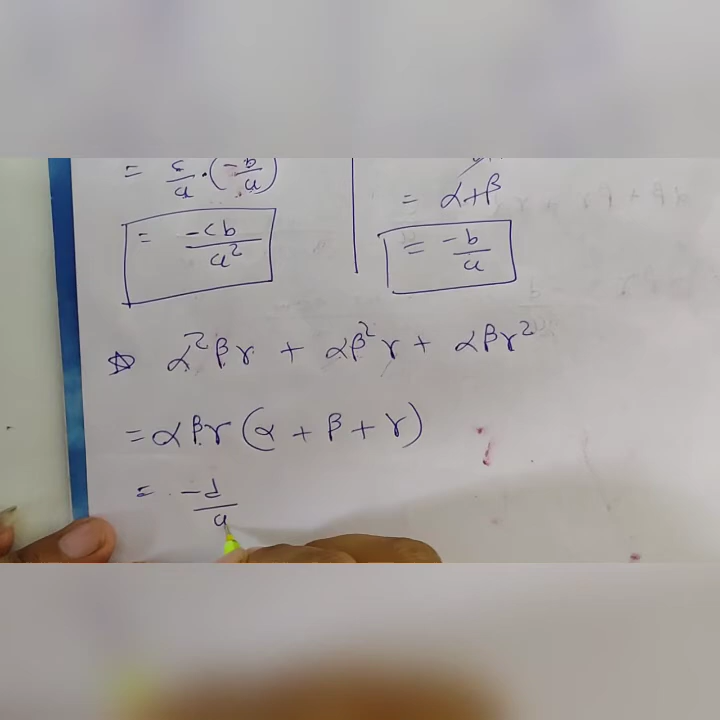 = c/a · (-b/a)
= -cb/a²
= α+β
= -b/a
☆ α²βγ + αβ²γ + αβγ²
= αβγ (α + β + γ)
= -d/a